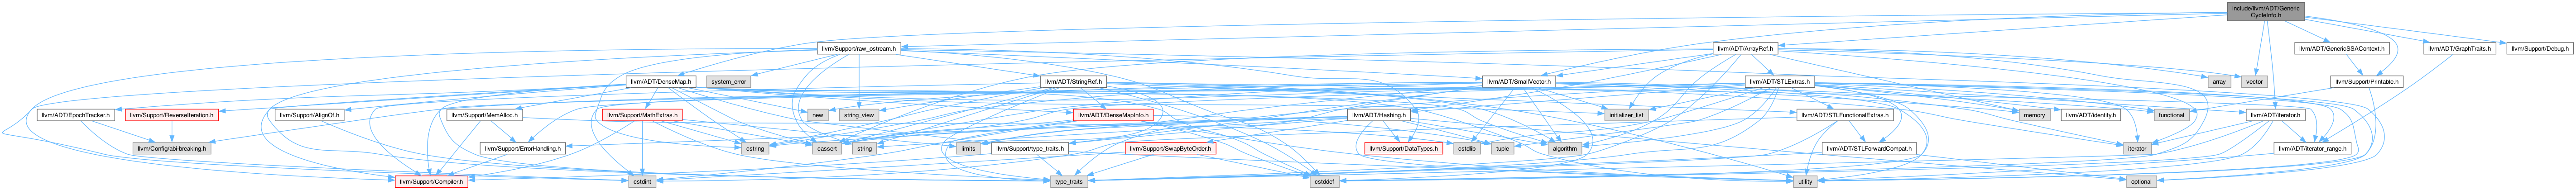 include/llvm/ADT/Generic
CycleInfo.h
llvm/Support/raw_ostream.h
llvm/ADT/ArrayRef.h
llvm/ADT/GenericSSAContext.h
llvm/ADT/GraphTraits.h
llvm/Support/Debug.h
system_error
llvm/ADT/DenseMap.h
llvm/ADT/StringRef.h
llvm/ADT/SmallVector.h
llvm/ADT/STLExtras.h
array
vector
llvm/Support/Printable.h
llvm/ADT/EpochTracker.h
llvm/Support/ReverseIteration.h
llvm/Support/AlignOf.h
llvm/Support/MemAlloc.h
llvm/Support/MathExtras.h
new
string_view
llvm/ADT/DenseMapInfo.h
llvm/ADT/Hashing.h
initializer_list
llvm/ADT/STLFunctionalExtras.h
memory
llvm/ADT/identity.h
functional
llvm/ADT/iterator.h
llvm/Config/abi-breaking.h
llvm/Support/ErrorHandling.h
cstring
cassert
string
limits
llvm/Support/type_traits.h
llvm/Support/SwapByteOrder.h
cstdlib
llvm/Support/DataTypes.h
tuple
algorithm
llvm/ADT/STLForwardCompat.h
iterator
llvm/ADT/iterator_range.h
llvm/Support/Compiler.h
cstdint
type_traits
cstddef
utility
optional